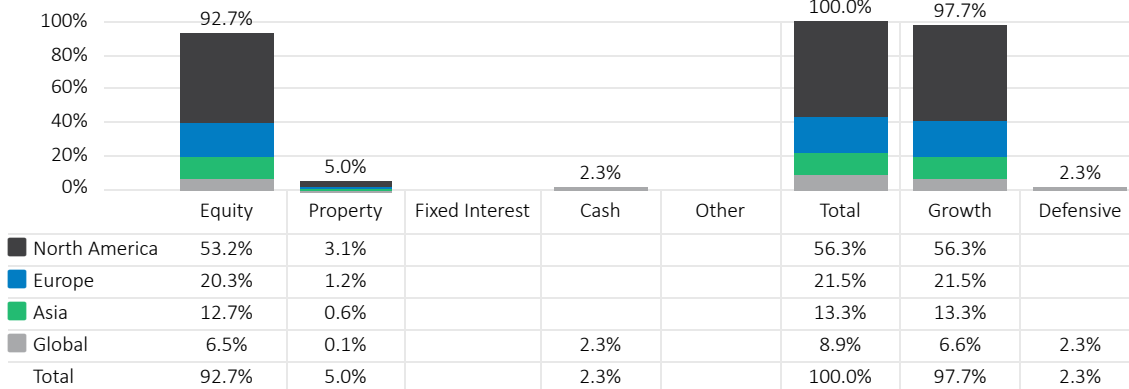 100.0%
97.7%
92.7%
100%
80%
60%
40%
20%
0%
5.0%
2.3%
2.3%
Equity Property Fixed Interest Cash Other Total Growth Defensive
North America 53.2% 3.1% 56.3% 56.3%
Europe 20.3% 1.2% 21.5% 21.5%
Asia 12.7% 0.6% 13.3% 13.3%
Global 6.5% 0.1% 2.3% 8.9% 6.6% 2.3%
Total 92.7% 5.0% 2.3% 100.0% 97.7% 2.3%